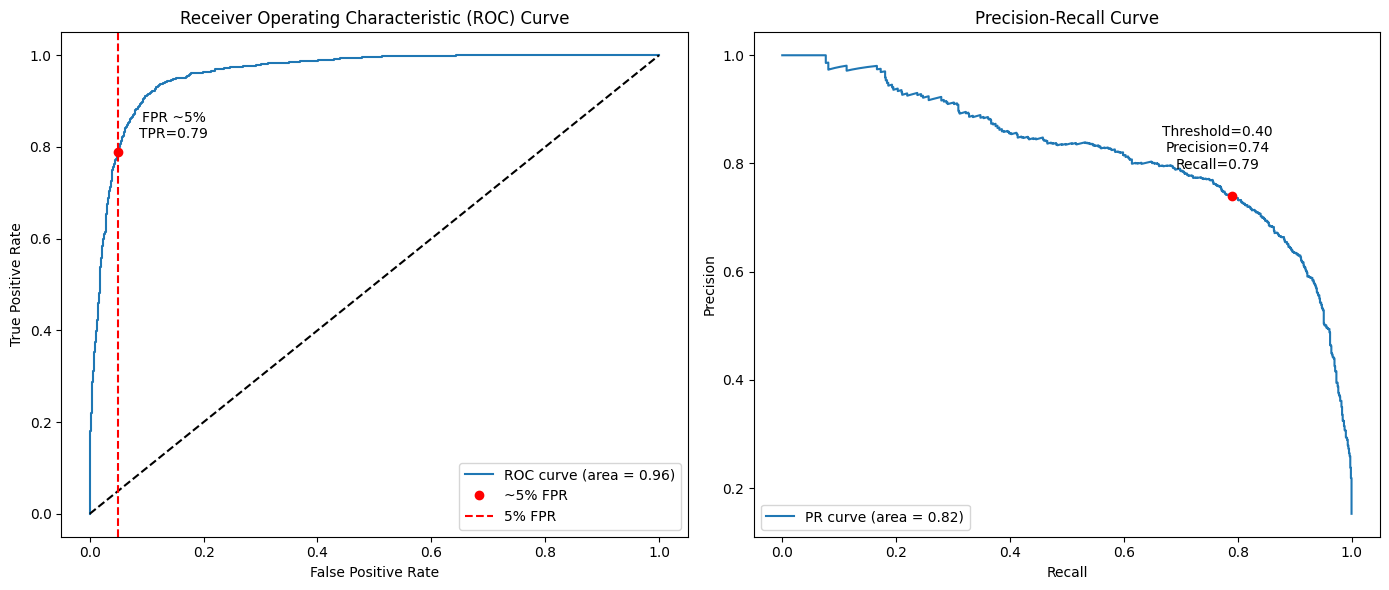 Receiver Operating Characteristic (ROC) Curve
True Positive Rate
1.0
0.8
0.6
0.4
0.2
0.0
FPR ~5%
TPR=0.79
ROC curve (area = 0.96)
~5% FPR
5% FPR
0.0 0.2 0.4 0.6 0.8 1.0
False Positive Rate
Precision-Recall Curve
Precision
1.0
0.8
0.6
0.4
0.2
Threshold=0.40
Precision=0.74
Recall=0.79
PR curve (area = 0.82)
0.0 0.2 0.4 0.6 0.8 1.0
Recall